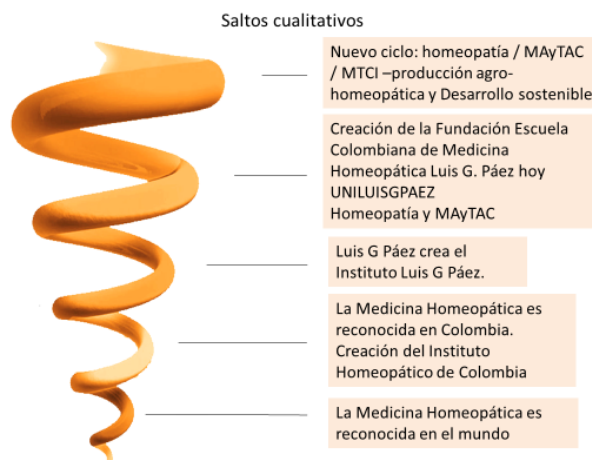 Saltos cualitativos
Nuevo ciclo: homeopatía / MAyTAC
/ MTCI –producción agro-
homeopática y Desarrollo sostenible
Creación de la Fundación Escuela
Colombiana de Medicina
Homeopática Luis G. Páez hoy
UNILUISGPAEZ
Homeopatía y MAyTAC
Luis G Páez crea el
Instituto Luis G Páez.
La Medicina Homeopática es
reconocida en Colombia.
Creación del Instituto
Homeopático de Colombia
La Medicina Homeopática es
reconocida en el mundo